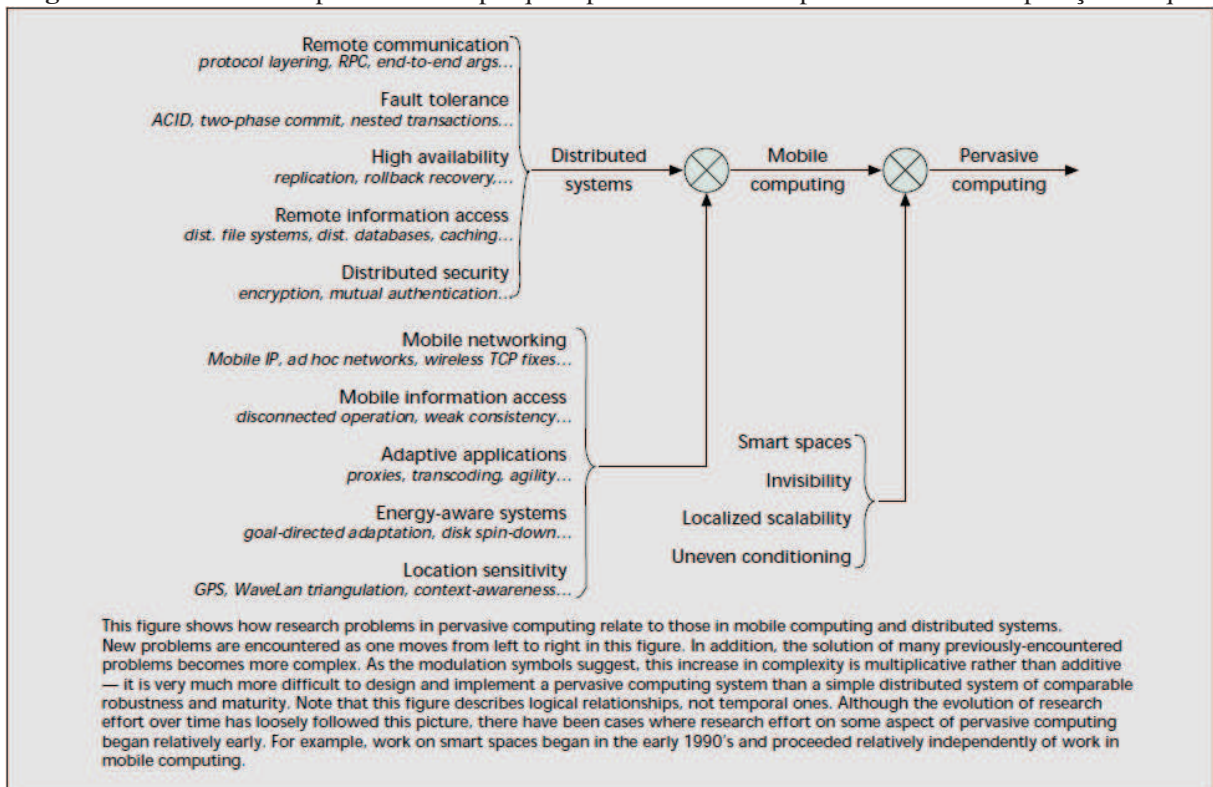 Remote communication
protocol layering, RPC, end-to-end args...
Fault tolerance
ACID, two-phase commit, nested transactions...
High availability
replication, rollback recovery,...
Remote information access
dist. file systems, dist. databases, caching...
Distributed security
encryption, mutual authentication...
Distributed
systems
Mobile
computing
Pervasive
computing
Mobile networking
Mobile IP, ad hoc networks, wireless TCP fixes...
Mobile information access
disconnected operation, weak consistency...
Adaptive applications
proxies, transcoding, agility...
Energy-aware systems
goal-directed adaptation, disk spin-down...
Location sensitivity
GPS, WaveLan triangulation, context-awareness...
Smart spaces
Invisibility
Localized scalability
Uneven conditioning
This figure shows how research problems in pervasive computing relate to those in mobile computing and distributed systems.
New problems are encountered as one moves from left to right in this figure. In addition, the solution of many previously-encountered
problems becomes more complex. As the modulation symbols suggest, this increase in complexity is multiplicative rather than additive
— it is very much more difficult to design and implement a pervasive computing system than a simple distributed system of comparable
robustness and maturity. Note that this figure describes logical relationships, not temporal ones. Although the evolution of research
effort over time has loosely followed this picture, there have been cases where research effort on some aspect of pervasive computing
began relatively early. For example, work on smart spaces began in the early 1990's and proceeded relatively independently of work in
mobile computing.